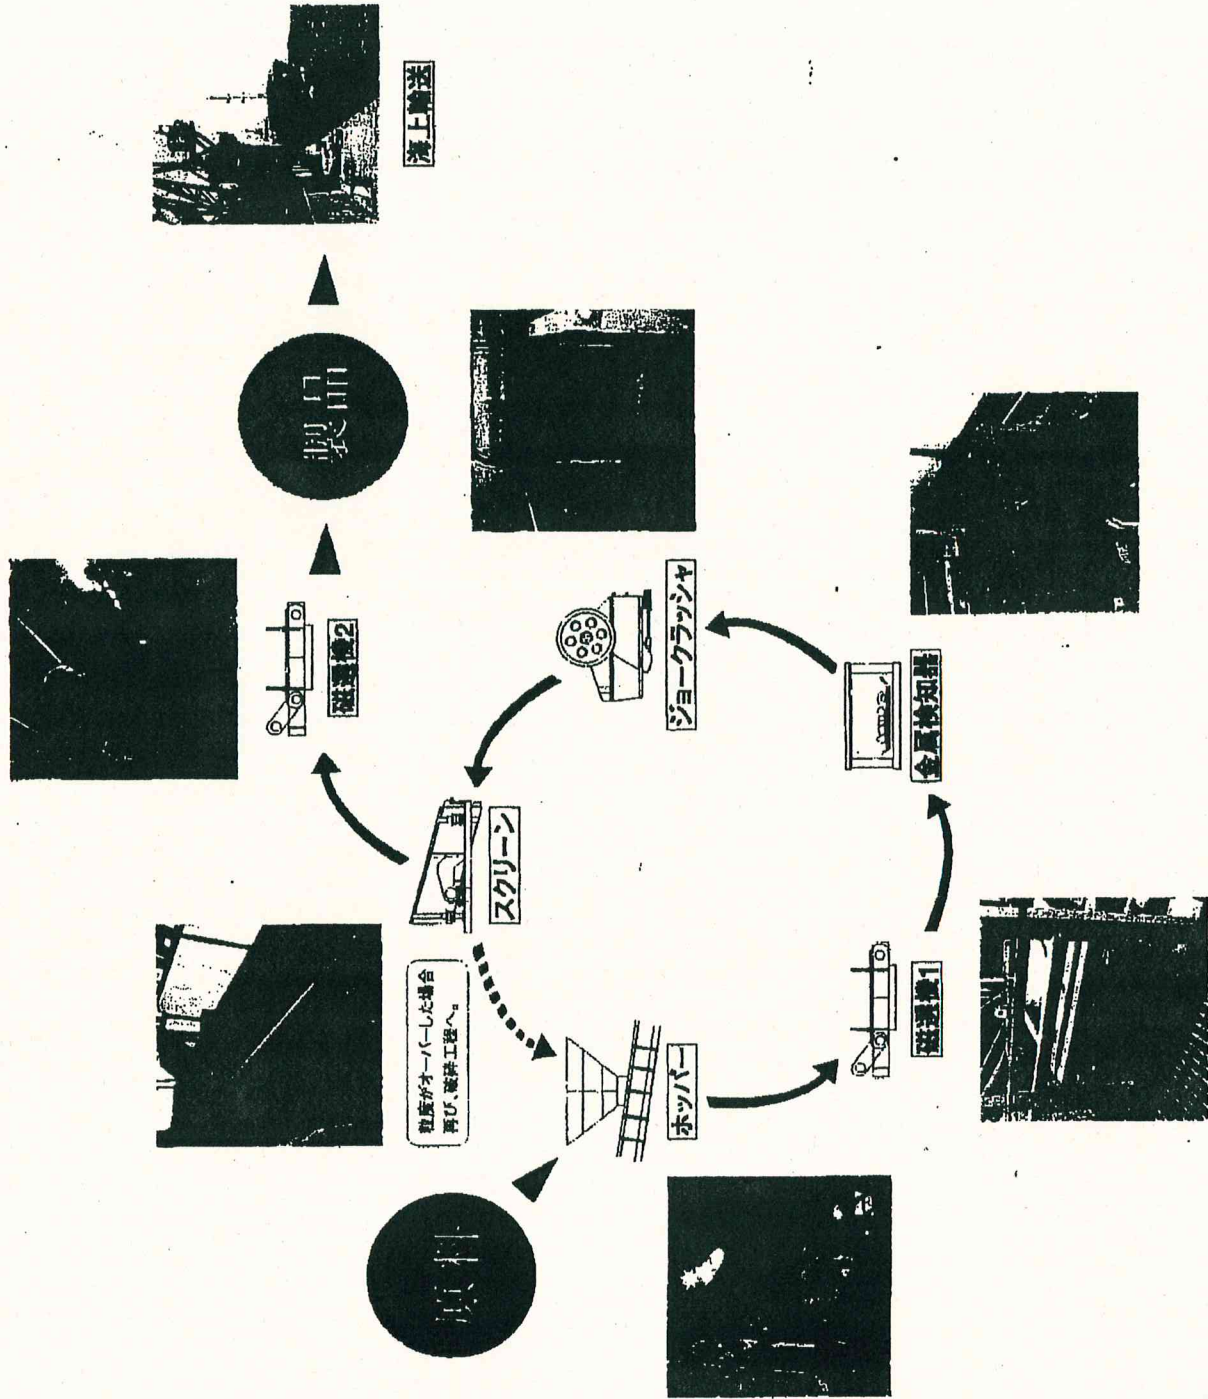 原料
ホッパー
磁選機1
金属検知器
ジョークラッシャ
スクリーン
粒度がオーバーした場合
再び、破砕工程へ。
磁選機2
製品
海上輸送